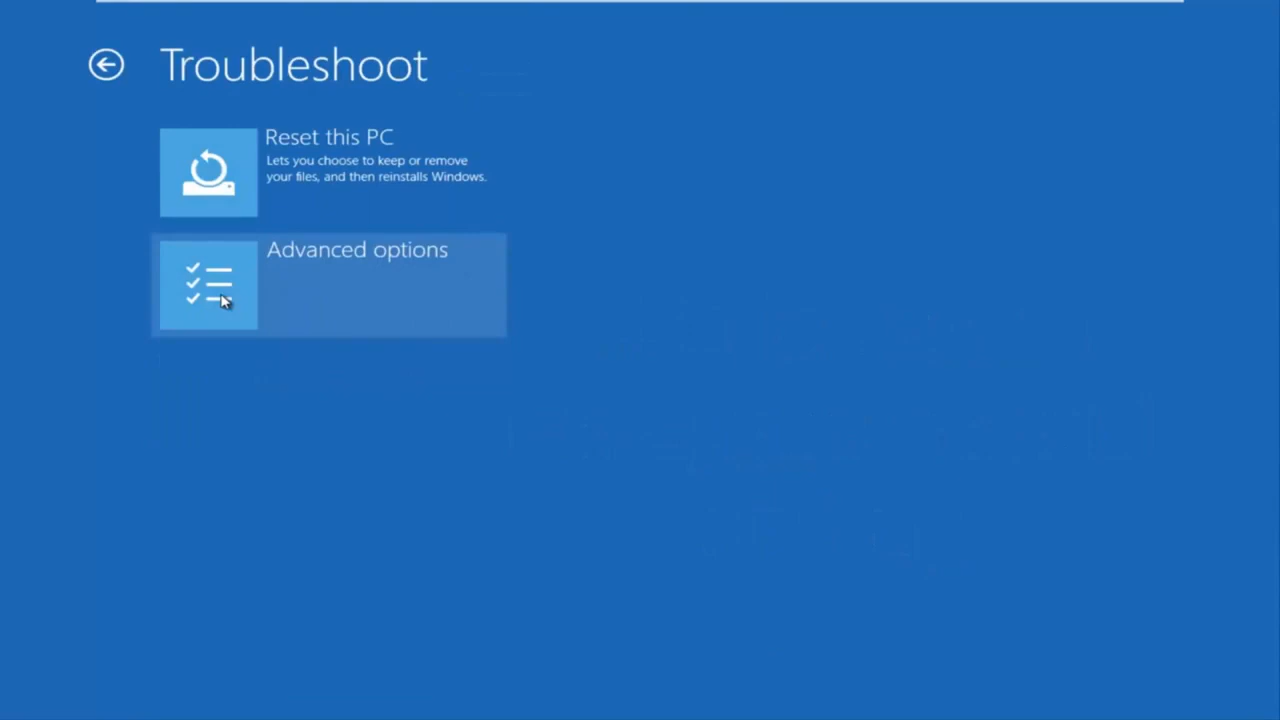 Troubleshoot
Reset this PC
Lets you choose to keep or remove
your files, and then reinstalls Windows.
Advanced options